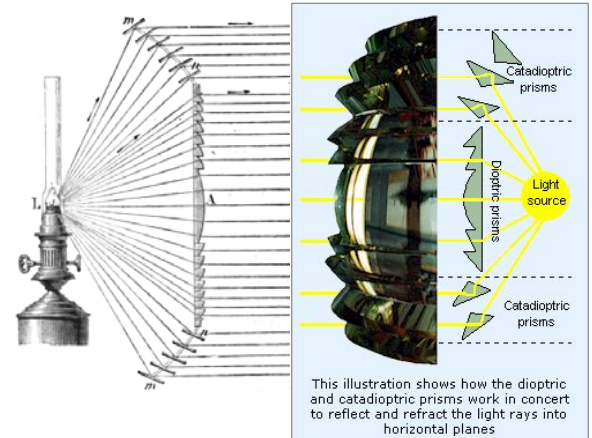 m
n
L
A
n
m
Catadioptric
prisms
Dioptric prisms
Light
source
Catadioptric
prisms
This illustration shows how the dioptric
and catadioptric prisms work in concert
to reflect and refract the light rays into
horizontal planes